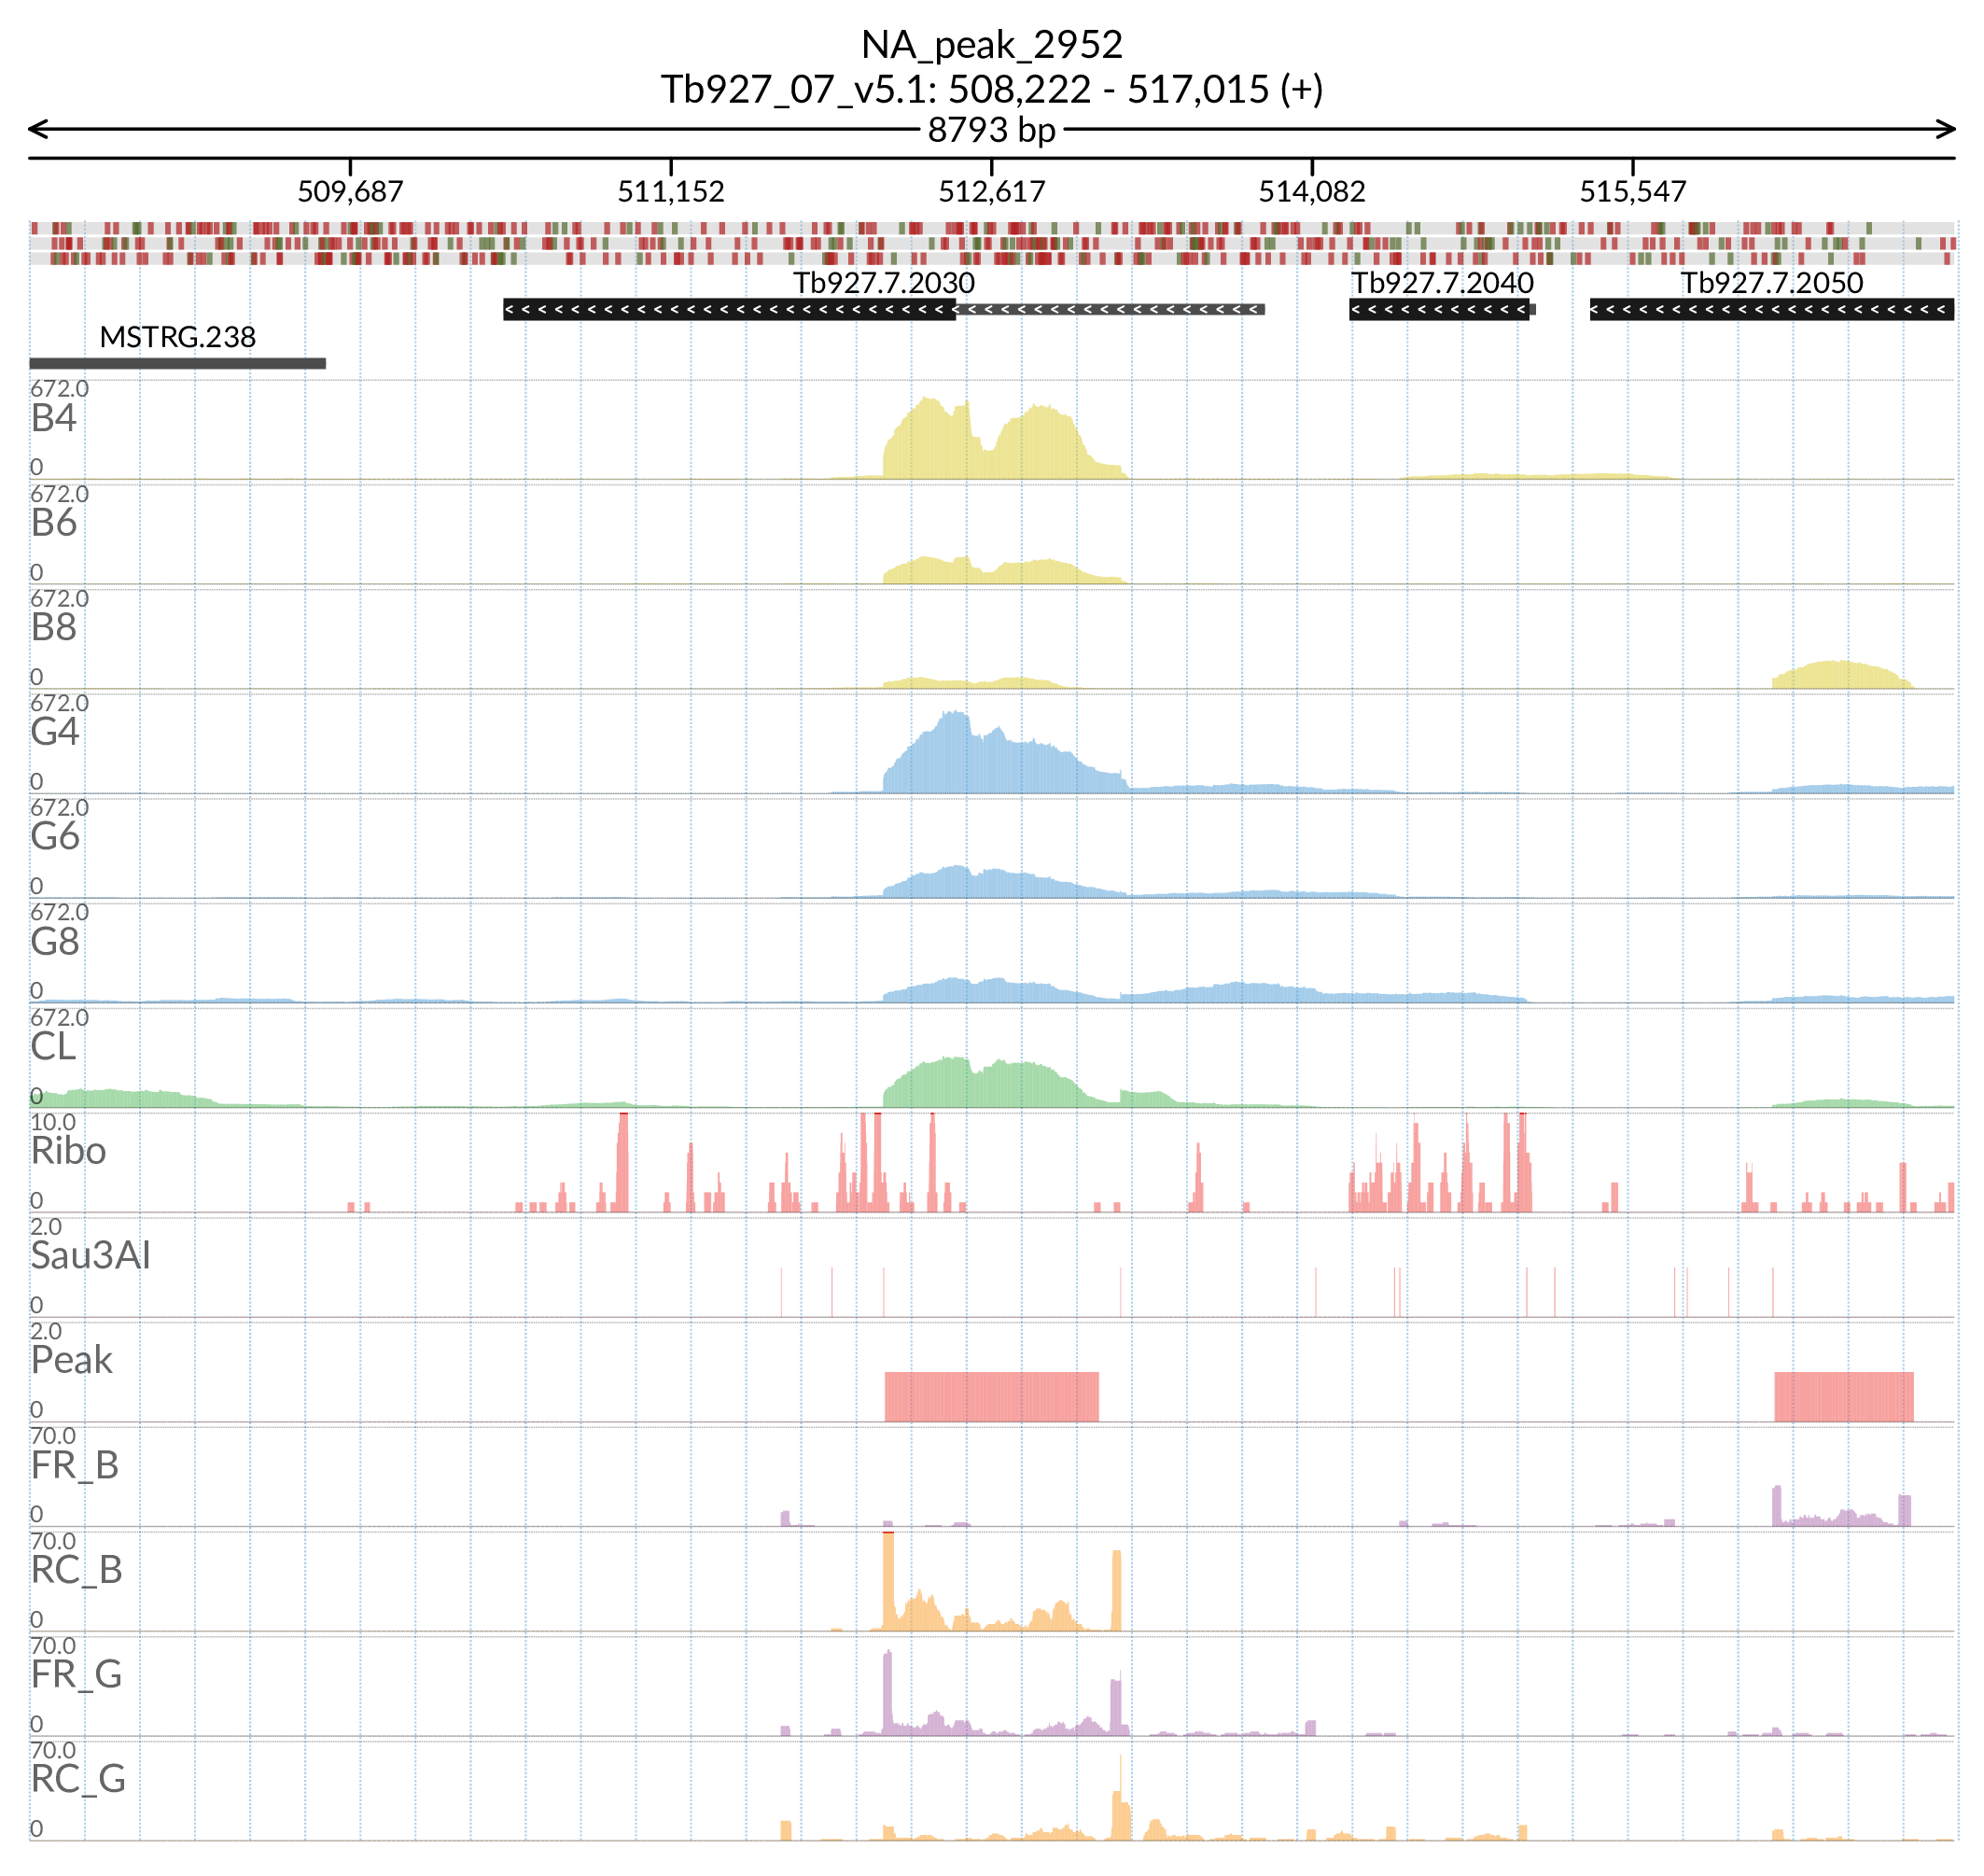 NA_peak_2952
Tb927_07_v5.1: 508,222 - 517,015 (+)
8793 bp
509,687 511,152 512,617 514,082 515,547
Tb927.7.2030 Tb927.7.2040 Tb927.7.2050
MSTRG.238
672.0
B4
0
672.0
B6
0
672.0
B8
0
672.0
G4
0
672.0
G6
0
672.0
G8
0
672.0
CL
0
10.0
Ribo
0
2.0
Sau3AI
0
2.0
Peak
0
70.0
FR_B
0
70.0
RC_B
0
70.0
FR_G
0
70.0
RC_G
0